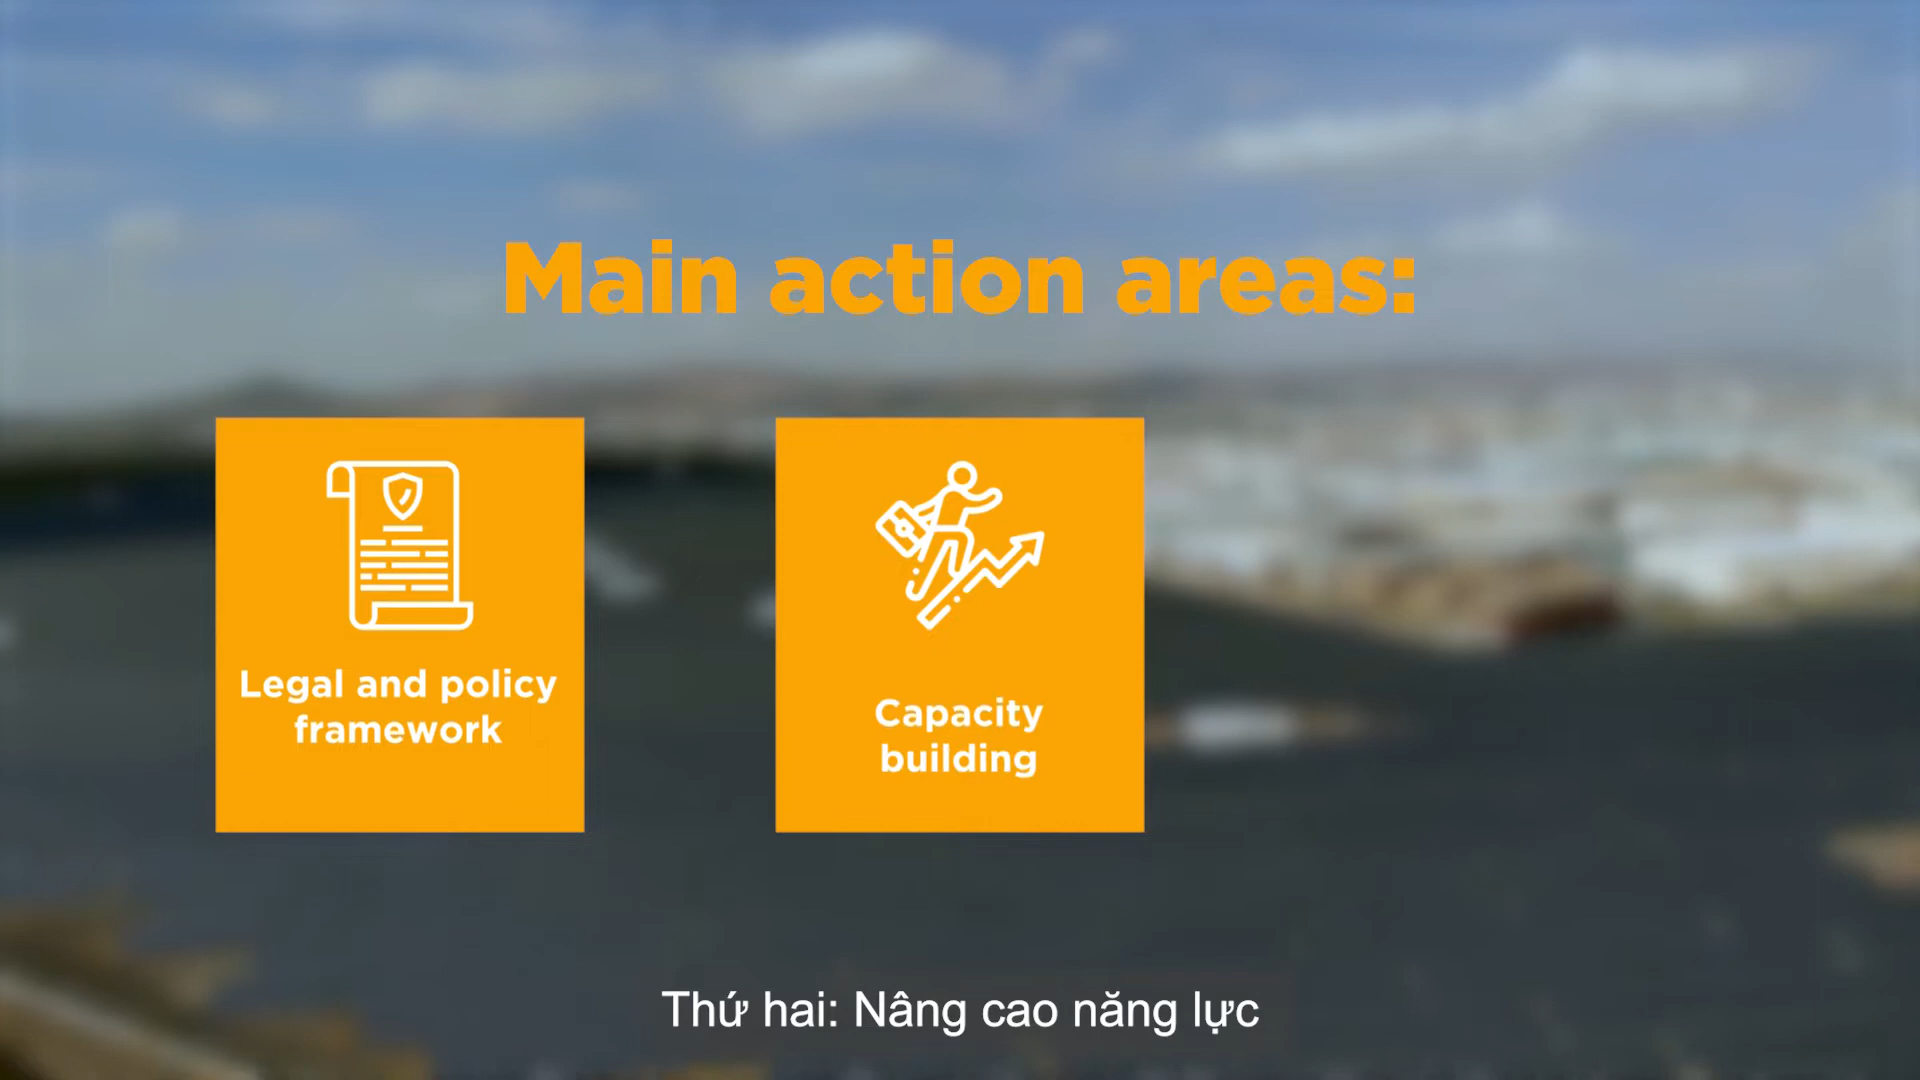 Main action areas:
Legal and policy
framework
Capacity
building
Thứ hai: Nâng cao năng lực